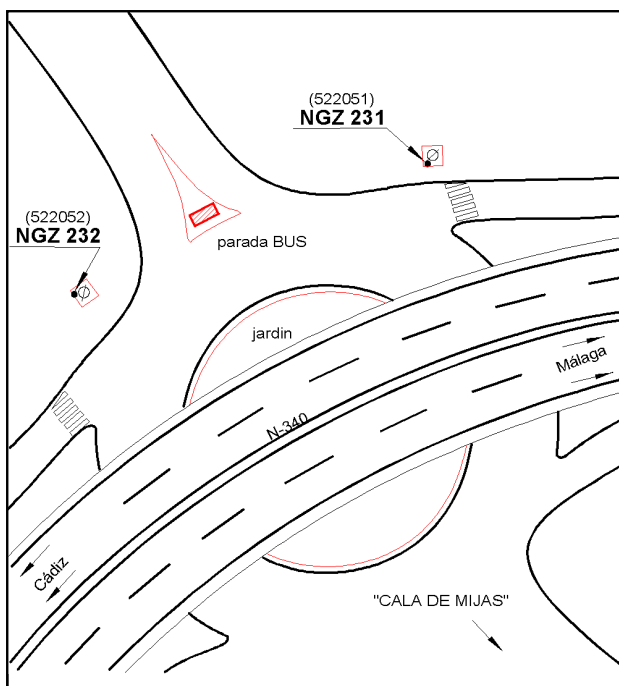 (522051)
NGZ 231
(522052)
NGZ 232
parada BUS
jardin
Málaga
N-340
Cádiz
"CALA DE MIJAS"